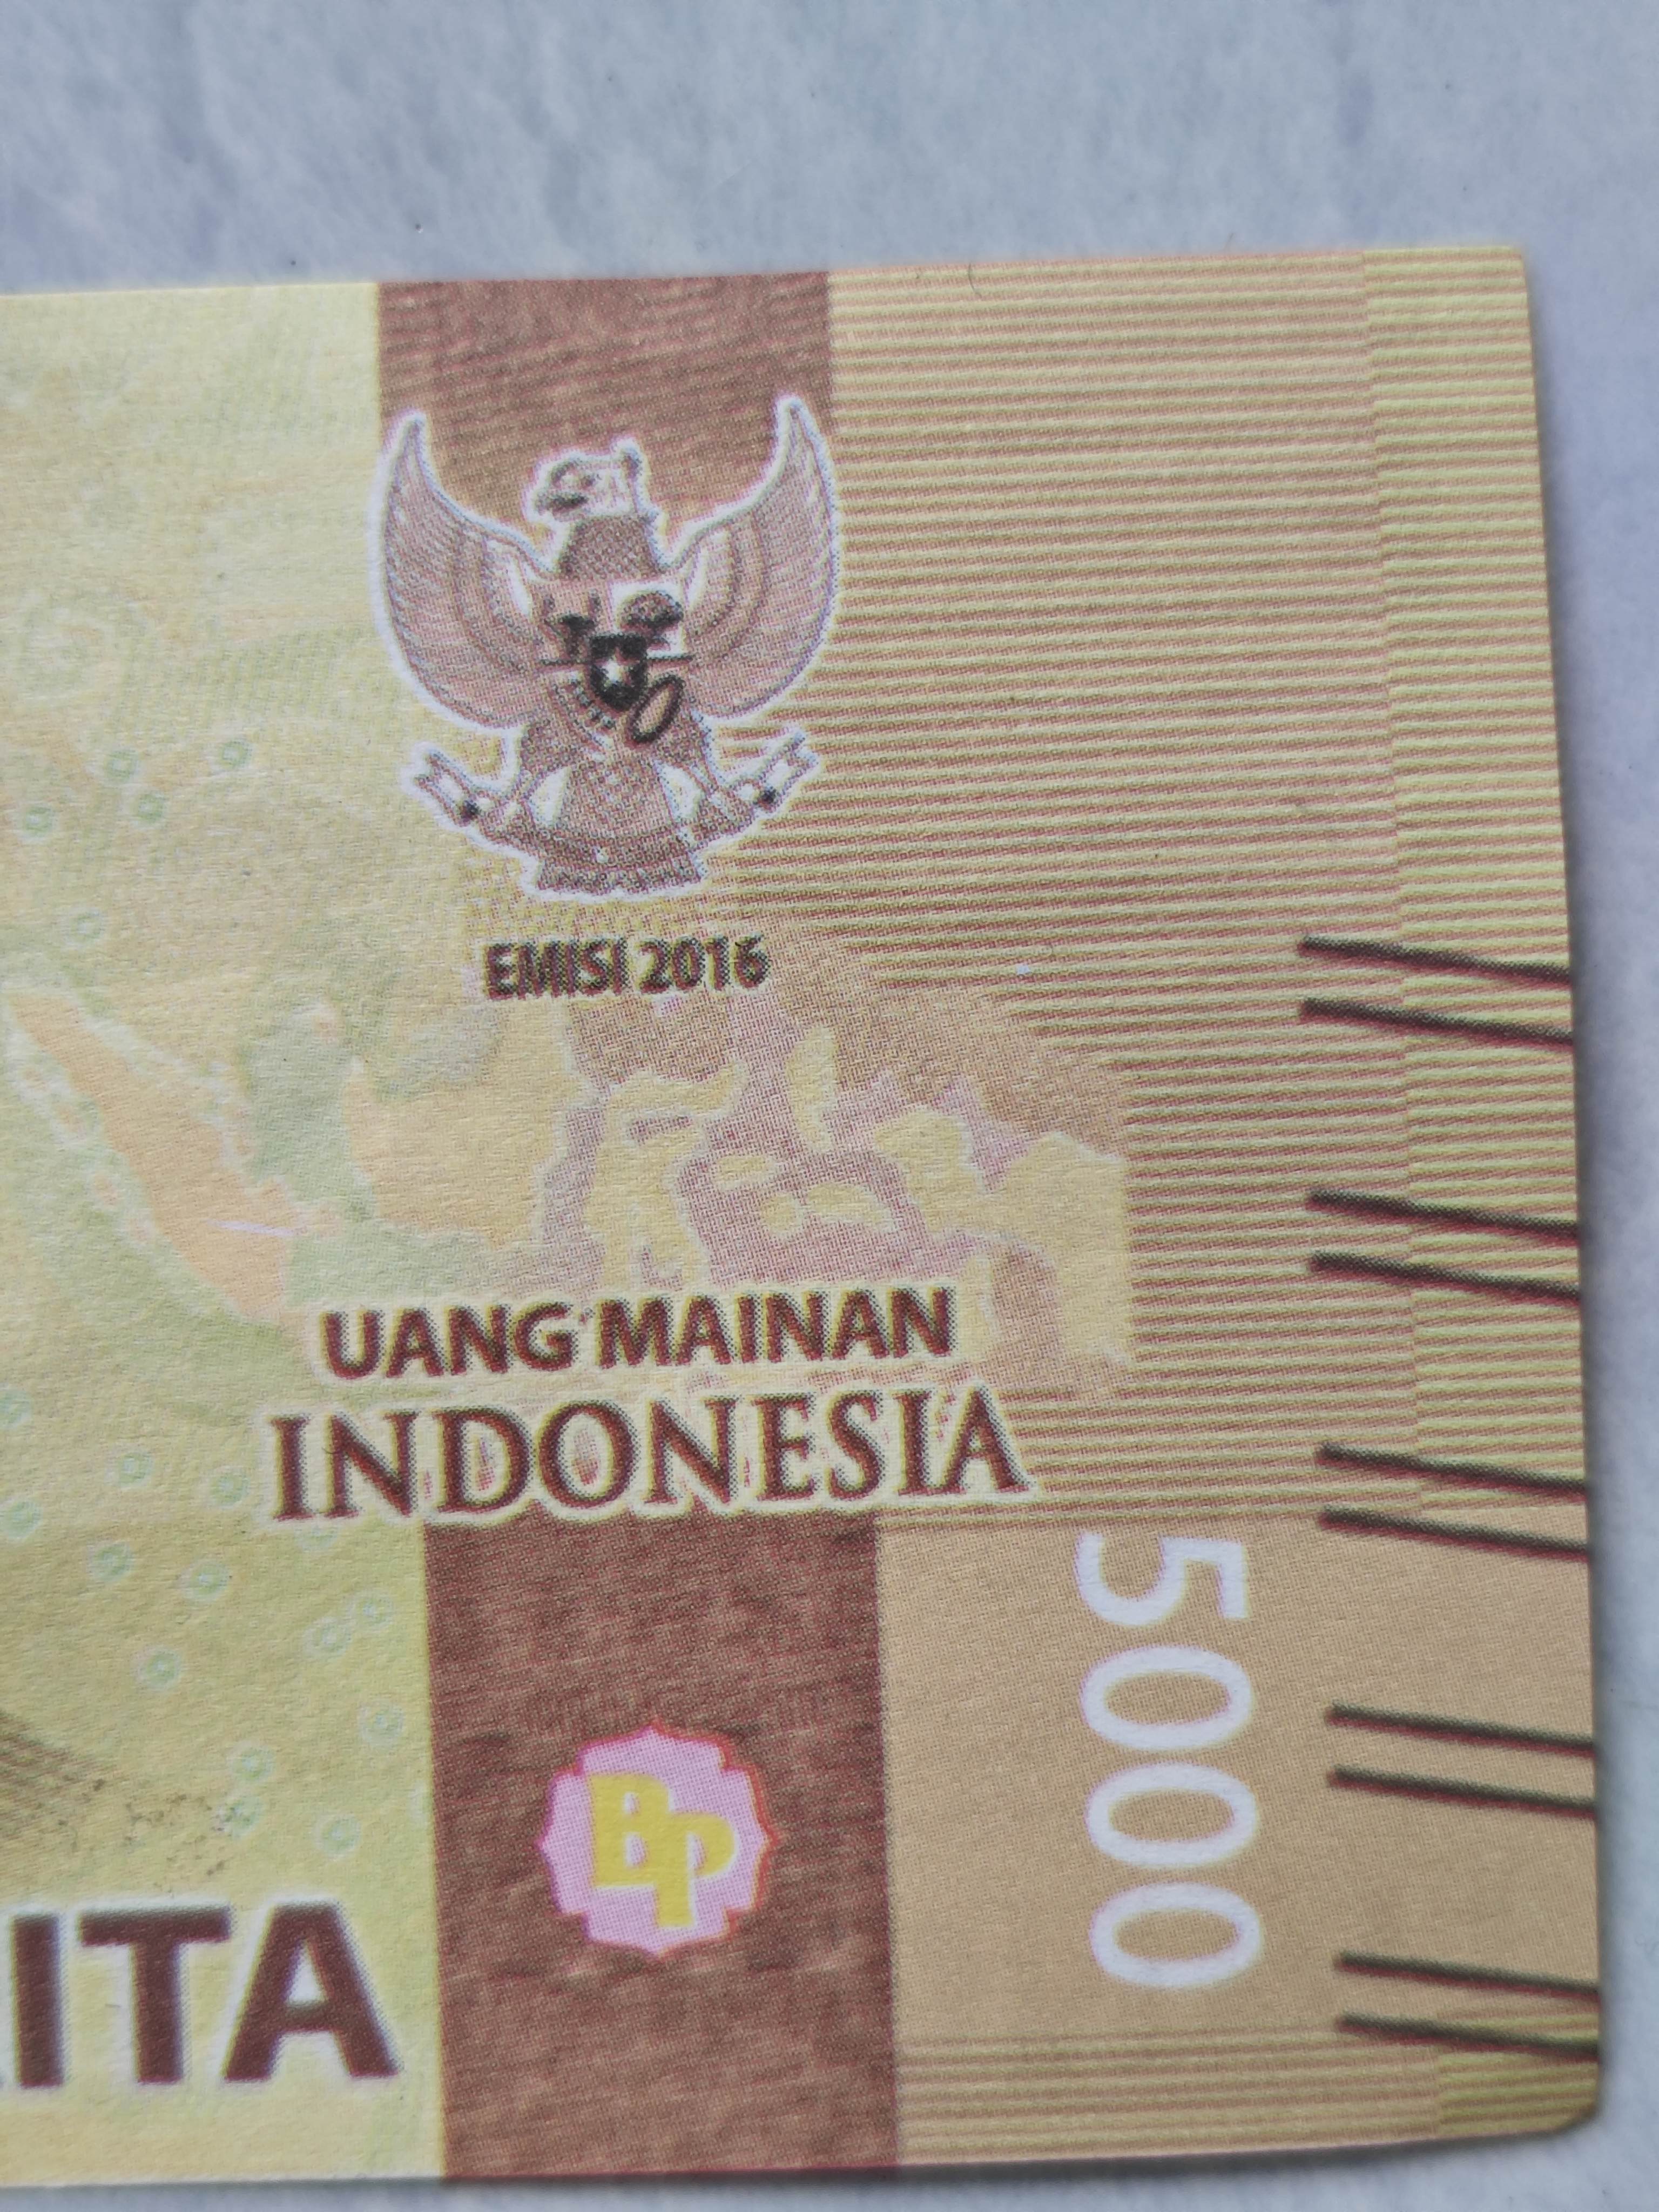 EMISI 2016
UANG MAINAN
INDONESIA
5000
BP
ITA